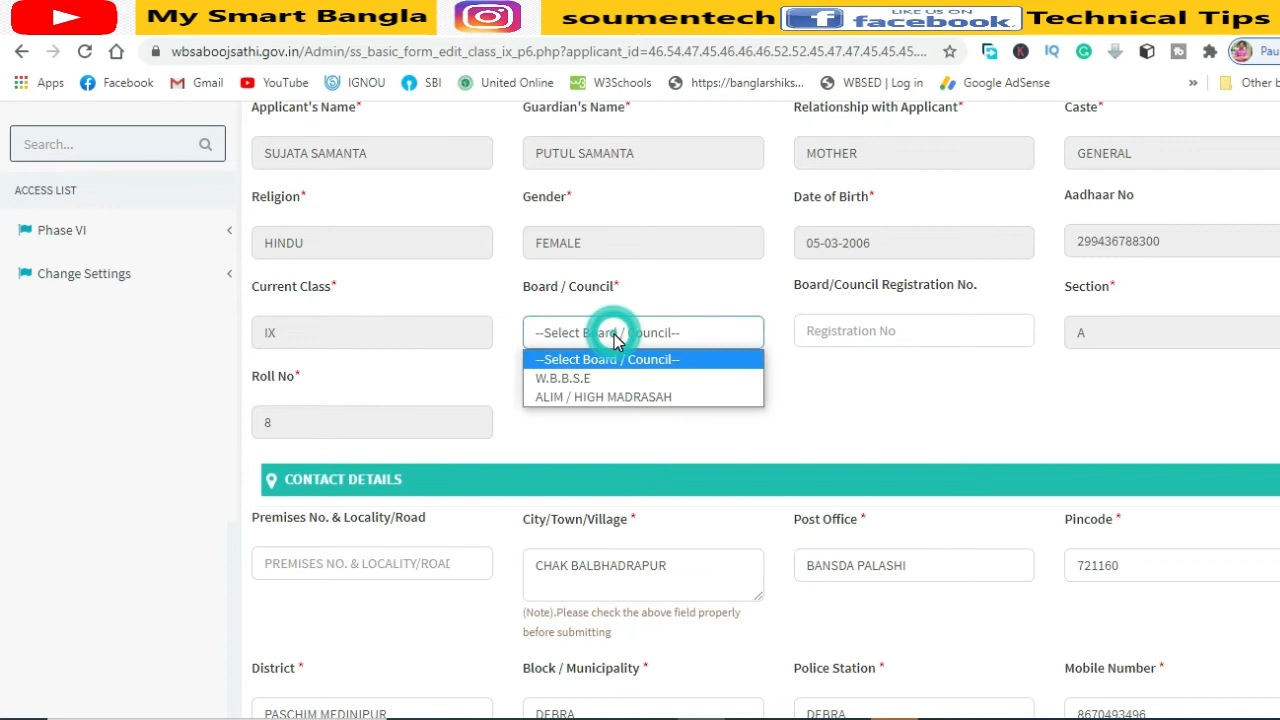 My Smart Bangla
soumentech
LIKE US ON
facebook.
Technical Tips
wbsaboojsathi.gov.in/Admin/ss_basic_form_edit_class_ix_p6.php?applicant_id=46.54.47.45.46.46.46.52.52.45.47.47.45.45.45....
Pau
Apps
Facebook
Gmail
YouTube
IGNOU
SBI
United Online
W3Schools
https://banglarshiks...
WBSED | Log in
Google AdSense
»
Other b
Applicant's Name*
Guardian's Name*
Relationship with Applicant*
Caste*
Search...
SUJATA SAMANTA
PUTUL SAMANTA
MOTHER
GENERAL
ACCESS LIST
Religion*
Gender*
Date of Birth*
Aadhaar No
Phase VI
HINDU
FEMALE
05-03-2006
299436788300
Change Settings
Current Class*
Board / Council*
Board/Council Registration No.
Section*
IX
--Select Board / Council--
Registration No
A
--Select Board / Council--
W.B.B.S.E
ALIM / HIGH MADRASAH
Roll No*
8
CONTACT DETAILS
Premises No. & Locality/Road
City/Town/Village *
Post Office *
Pincode *
PREMISES NO. & LOCALITY/ROAD
CHAK BALBHADRAPUR
BANSDA PALASHI
721160
(Note).Please check the above field properly
before submitting
District *
Block / Municipality *
Police Station *
Mobile Number *
PASCHIM MEDINIPUR
DEBRA
DEBRA
8670493496